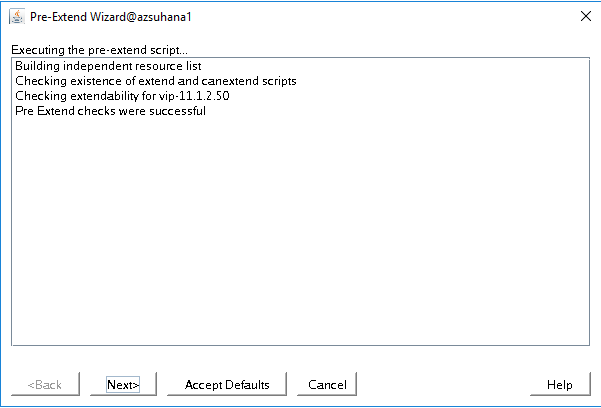 Pre-Extend Wizard@azsuhana1
Executing the pre-extend script...
Building independent resource list
Checking existence of extend and canextend scripts
Checking extendability for vip-11.1.2.50
Pre Extend checks were successful
<Back Next> Accept Defaults Cancel Help